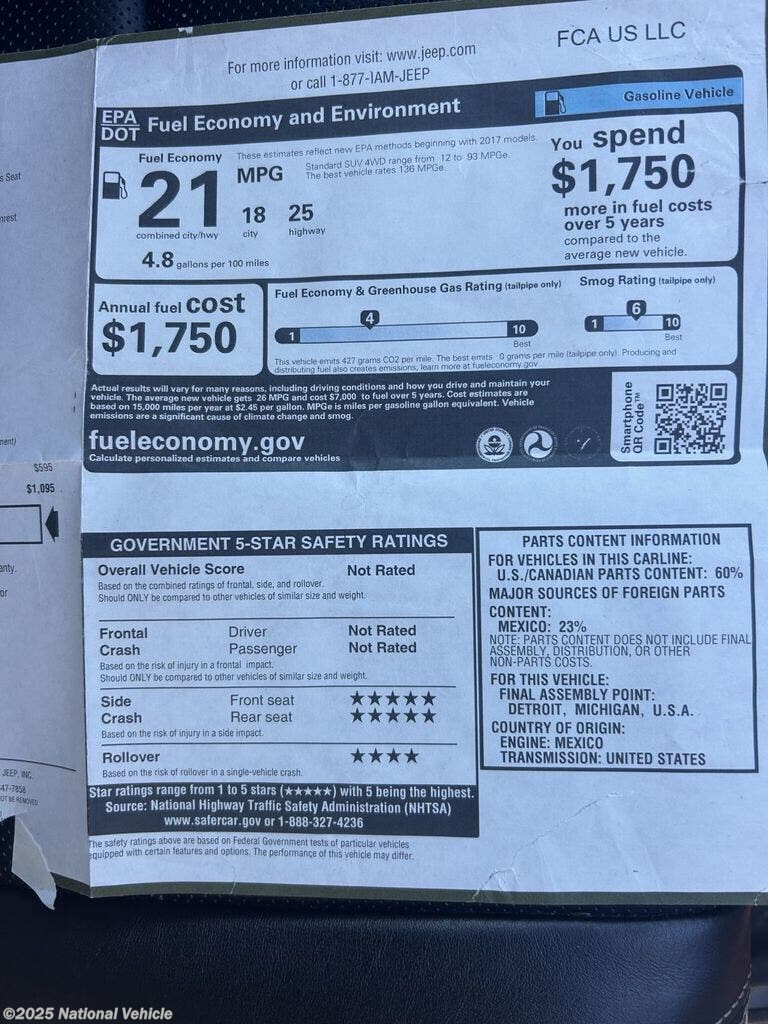 FCA US LLC
For more information visit: www.jeep.com
or call 1-877-IAM-JEEP
EPA
DOT
Fuel Economy and Environment
Gasoline Vehicle
Fuel Economy
These estimates reflect new EPA methods beginning with 2017 models.
21
MPG
Standard SUV 4WD range from 12 to 93 MPGe.
The best vehicle rates 136 MPGe.
18
25
combined city/hwy
city
highway
4.8 gallons per 100 miles
You spend
$1,750
more in fuel costs
over 5 years
compared to the
average new vehicle.
Annual fuel cost
$1,750
Fuel Economy & Greenhouse Gas Rating (tailpipe only)
4
1
10
Best
Smog Rating (tailpipe only)
6
1
10
Best
This vehicle emits 427 grams CO2 per mile. The best emits 0 grams per mile (tailpipe only). Producing and
distributing fuel also creates emissions, learn more at fueleconomy.gov
Actual results will vary for many reasons, including driving conditions and how you drive and maintain your
vehicle. The average new vehicle gets 26 MPG and cost $7,000 to fuel over 5 years. Cost estimates are
based on 15,000 miles per year at $2.45 per gallon. MPGe is miles per gasoline gallon equivalent. Vehicle
emissions are a significant cause of climate change and smog.
fueleconomy.gov
Calculate personalized estimates and compare vehicles
Smartphone
QR Code™
s Seat
ment)
$595
$1,095
anty.
or
JEEP, INC.
47-7858
OT BE REMOVED
GOVERNMENT 5-STAR SAFETY RATINGS
Overall Vehicle Score Not Rated
Based on the combined ratings of frontal, side, and rollover.
Should ONLY be compared to other vehicles of similar size and weight.
Frontal Driver Not Rated
Crash Passenger Not Rated
Based on the risk of injury in a frontal impact.
Should ONLY be compared to other vehicles of similar size and weight.
Side Front seat ★★★★★
Crash Rear seat ★★★★★
Based on the risk of injury in a side impact.
Rollover ★★★★
Based on the risk of rollover in a single-vehicle crash.
Star ratings range from 1 to 5 stars (★★★★★) with 5 being the highest.
Source: National Highway Traffic Safety Administration (NHTSA)
www.safercar.gov or 1-888-327-4236
The safety ratings above are based on Federal Government tests of particular vehicles
equipped with certain features and options. The performance of this vehicle may differ.
PARTS CONTENT INFORMATION
FOR VEHICLES IN THIS CARLINE:
U.S./CANADIAN PARTS CONTENT: 60%
MAJOR SOURCES OF FOREIGN PARTS
CONTENT:
MEXICO: 23%
NOTE: PARTS CONTENT DOES NOT INCLUDE FINAL
ASSEMBLY, DISTRIBUTION, OR OTHER
NON-PARTS COSTS.
FOR THIS VEHICLE:
FINAL ASSEMBLY POINT:
DETROIT, MICHIGAN, U.S.A.
COUNTRY OF ORIGIN:
ENGINE: MEXICO
TRANSMISSION: UNITED STATES
©2025 National Vehicle